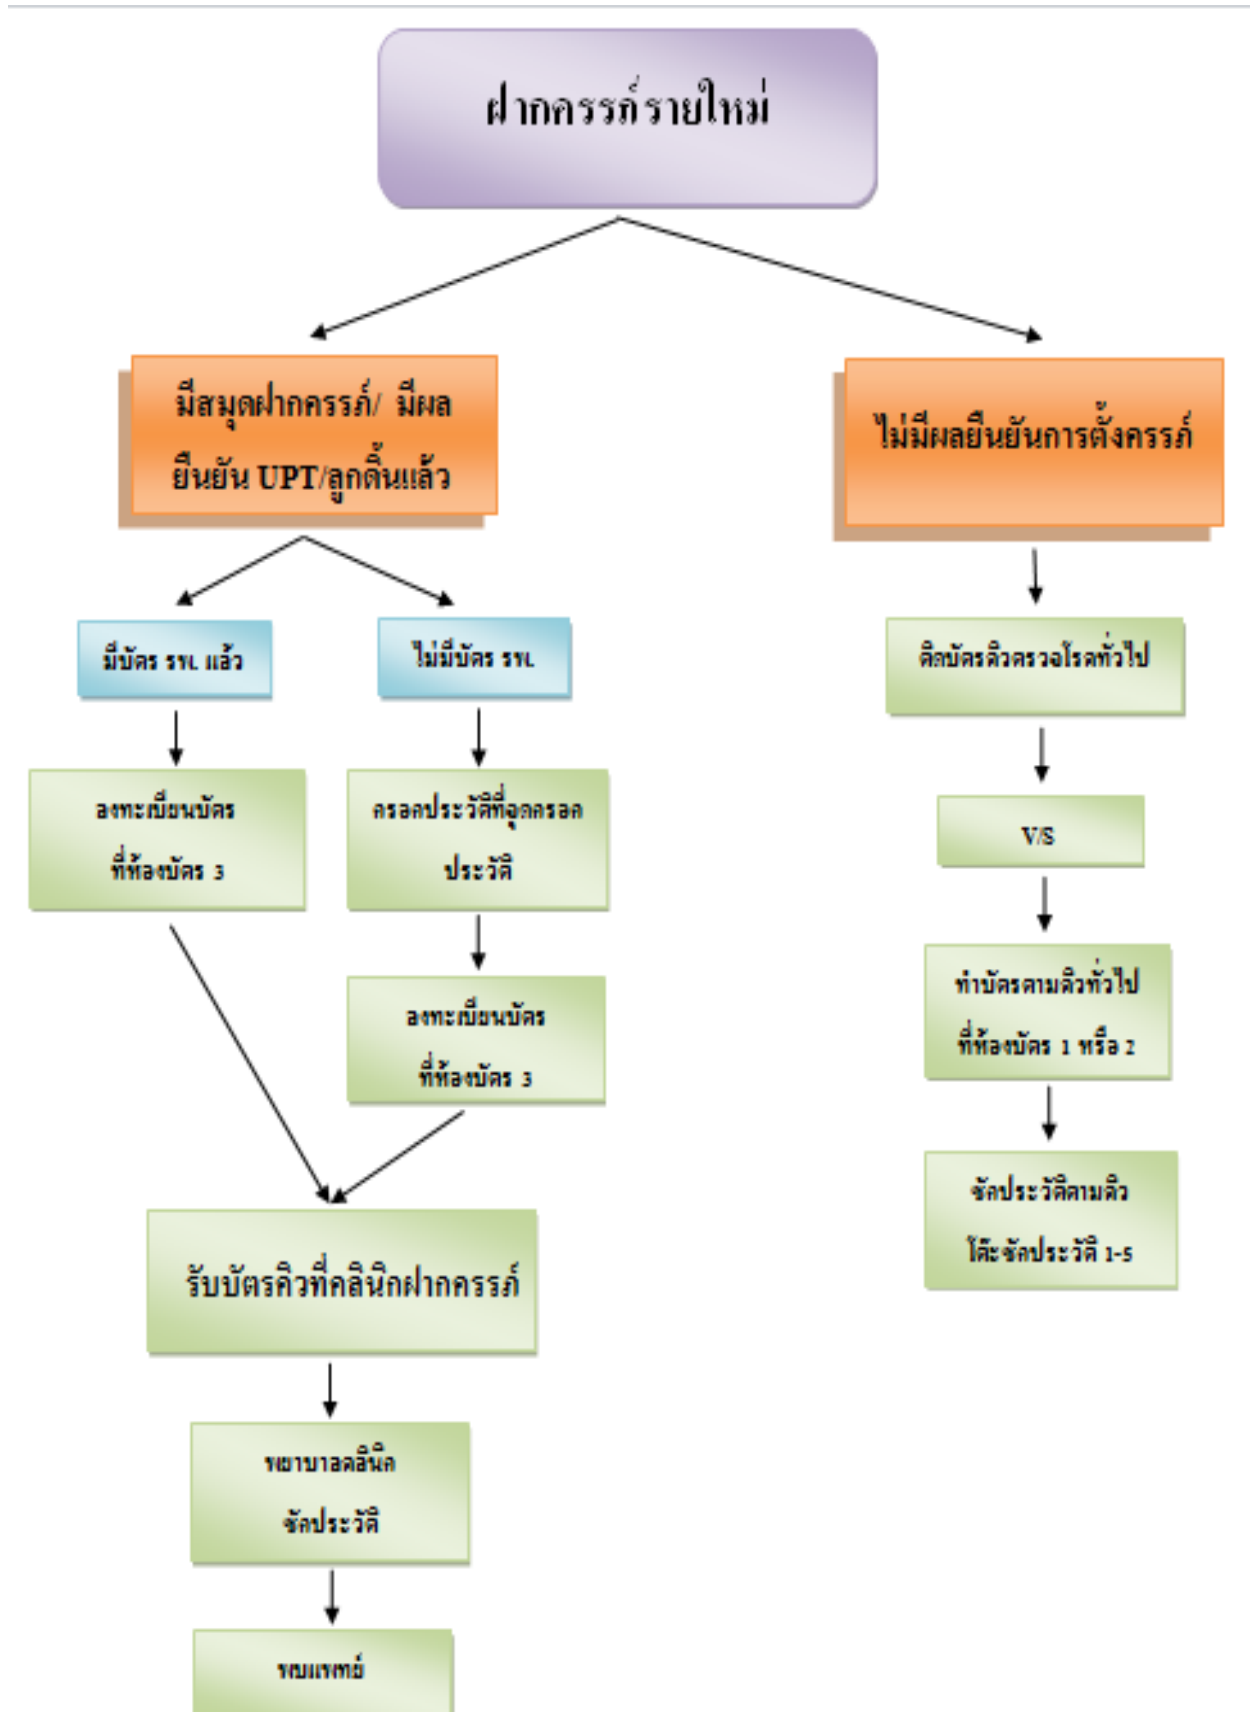 ฝากครรภ์รายใหม่
มีสมุดฝากครรภ์/ มีผล
ยืนยัน UPT/ลูกดิ้นแล้ว
ไม่มีผลยืนยันการตั้งครรภ์
มีบัตร รพ. แล้ว
ไม่มีบัตร รพ.
ติดบัตรคิวตรวจโรคทั่วไป
ลงทะเบียนบัตร
ที่ห้องบัตร 3
กรอกประวัติที่จุดกรอก
ประวัติ
V/S
ทำบัตรตามคิวทั่วไป
ที่ห้องบัตร 1 หรือ 2
ลงทะเบียนบัตร
ที่ห้องบัตร 3
ซักประวัติตามคิว
โต๊ะซักประวัติ 1-5
รับบัตรคิวที่คลินิกฝากครรภ์
พยาบาลคลินิก
ซักประวัติ
พบแพทย์